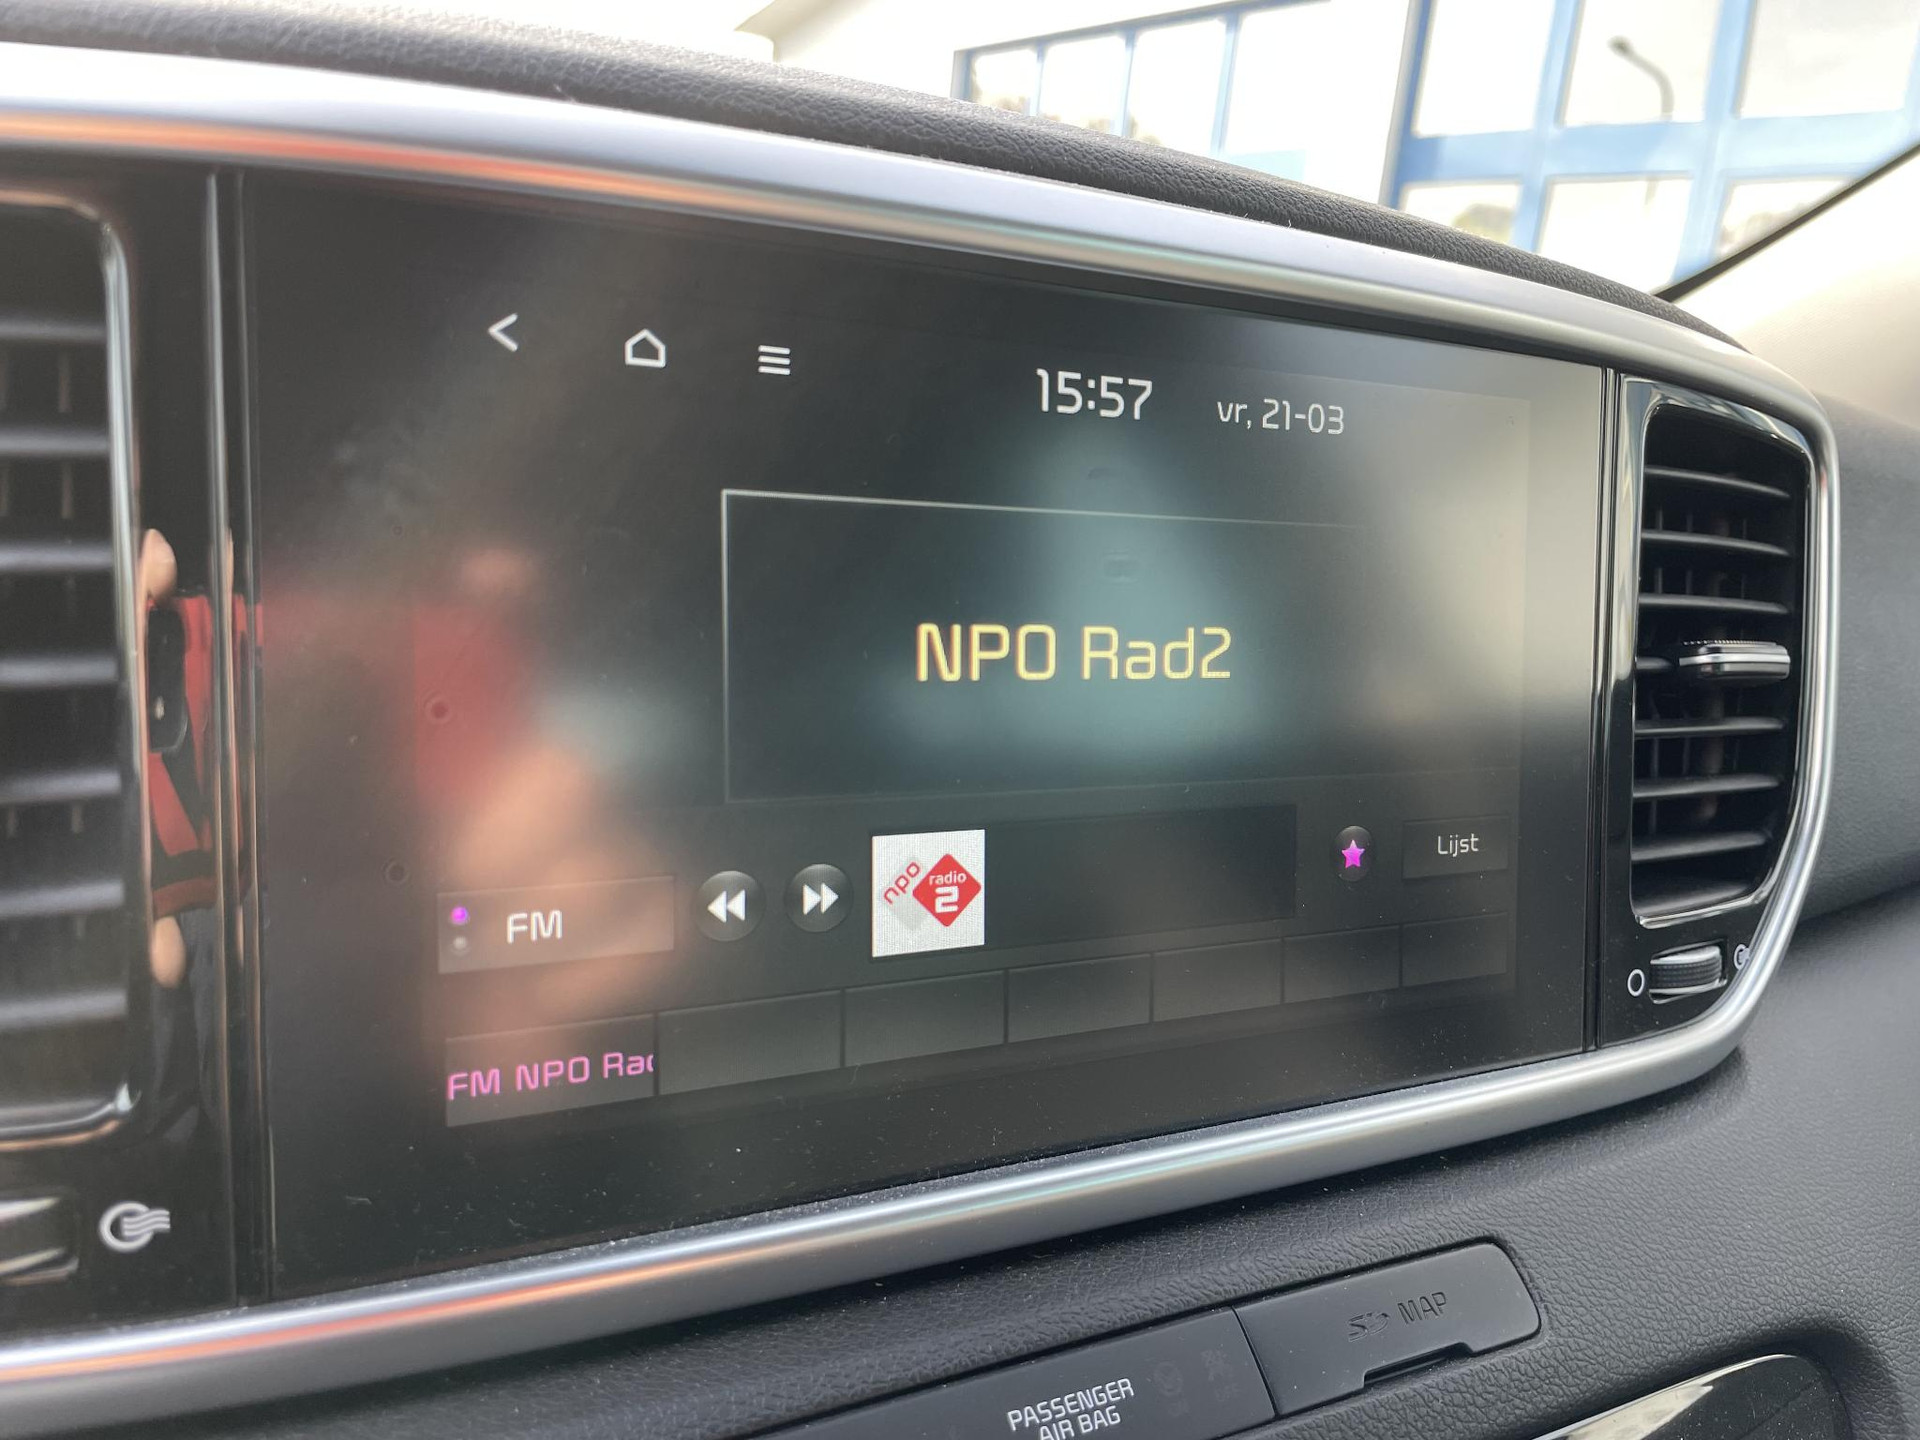 15:57 vr, 21-03
NPO Rad2
FM
npo radio 2
Lijst
FM NPO Rad
SD MAP
PASSENGER
AIR BAG